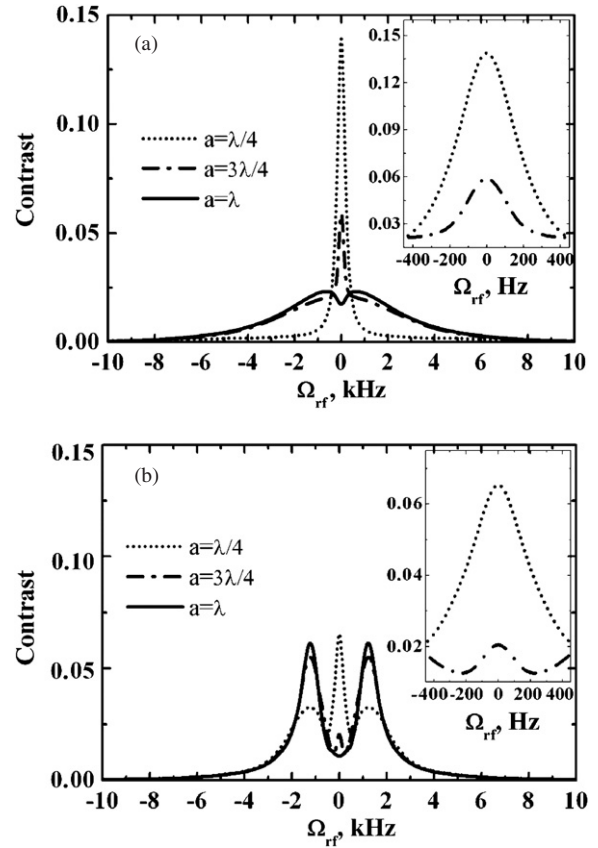 (a)
Contrast
0.15
0.10
0.05
0.00
a=λ/4
a=3λ/4
a=λ
-10 -8 -6 -4 -2 0 2 4 6 8 10
Ω_rf, kHz
0.15
0.12
0.09
0.06
0.03
-400 -200 0 200 400
Ω_rf, Hz
(b)
Contrast
0.15
0.10
0.05
0.00
a=λ/4
a=3λ/4
a=λ
-10 -8 -6 -4 -2 0 2 4 6 8 10
Ω_rf, kHz
0.06
0.04
0.02
-400 -200 0 200 400
Ω_rf, Hz